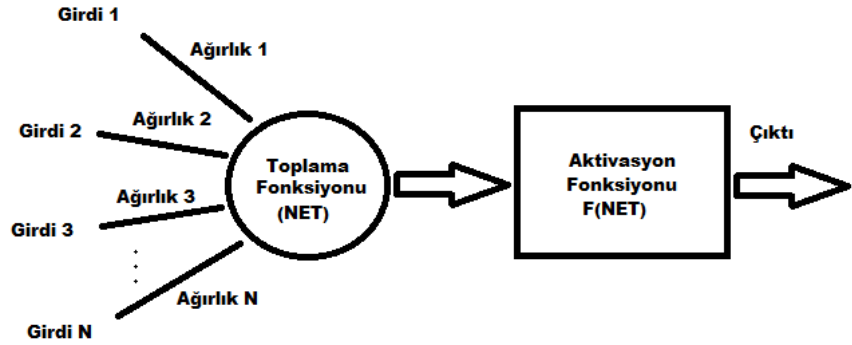 Girdi 1
Ağırlık 1
Girdi 2
Ağırlık 2
Girdi 3
Ağırlık 3
Girdi N
Ağırlık N
Toplama
Fonksiyonu
(NET)
Aktivasyon
Fonksiyonu
F(NET)
Çıktı